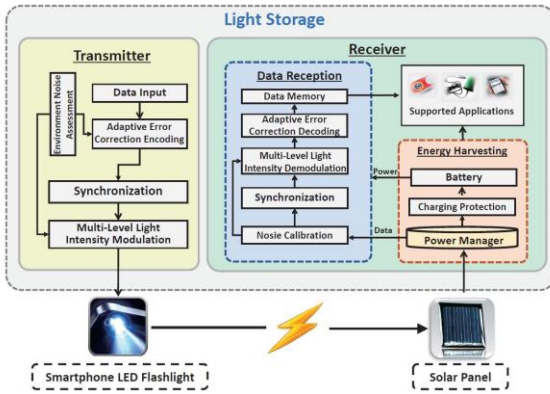 Light Storage
Transmitter
Environment Noise
Assessment
Data Input
Adaptive Error
Correction Encoding
Synchronization
Multi-Level Light
Intensity Modulation
Receiver
Data Reception
Data Memory
Adaptive Error
Correction Decoding
Multi-Level Light
Intensity Demodulation
Synchronization
Nosie Calibration
Supported Applications
Energy Harvesting
Power
Battery
Charging Protection
Data
Power Manager
Smartphone LED Flashlight
Solar Panel